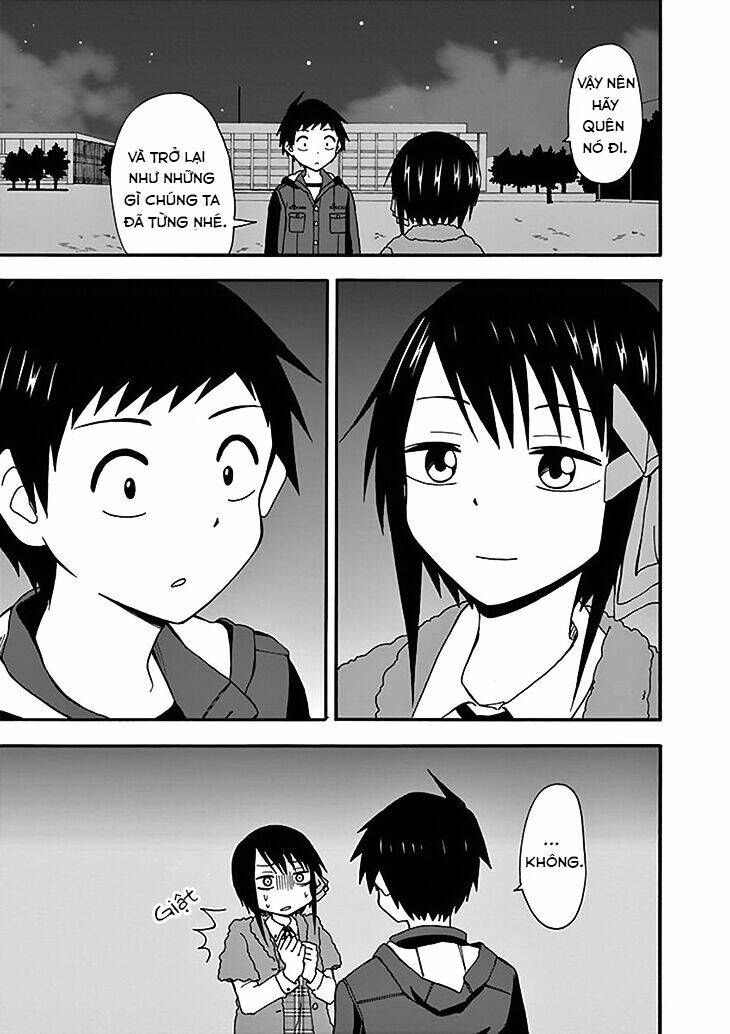 VẬY NÊN
HÃY
QUÊN
NÓ ĐI.
VÀ TRỞ LẠI
NHƯ NHỮNG
GÌ CHÚNG TA
ĐÃ TỪNG NHÉ.
...
KHÔNG.
Giật